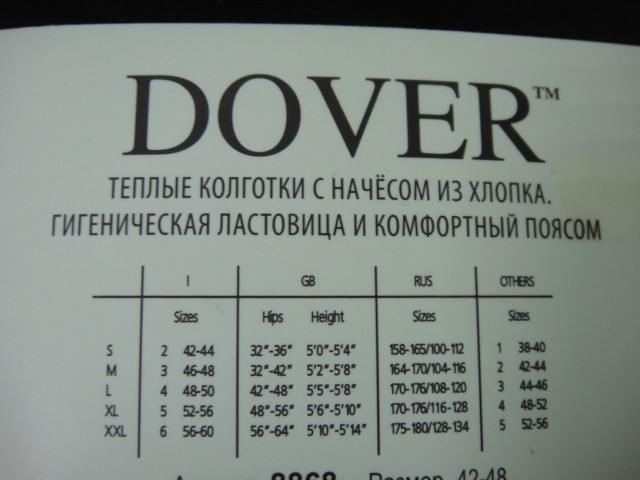 DOVER™
ТЕПЛЫЕ КОЛГОТКИ С НАЧЁСОМ ИЗ ХЛОПКА.
ГИГЕНИЧЕСКАЯ ЛАСТОВИЦА И КОМФОРТНЫЙ ПОЯСОМ
I GB RUS OTHERS
Sizes Hips Height Sizes Sizes
S 2 42-44 32"-36" 5'0"-5'4" 158-165/100-112 1 38-40
M 3 46-48 32"-42" 5'2"-5'8" 164-170/104-116 2 42-44
L 4 48-50 42"-48" 5'5"-5'8" 170-176/108-120 3 44-46
XL 5 52-56 48"-56" 5'6"-5'10" 170-176/116-128 4 48-52
XXL 6 56-60 56"-64" 5'10"-5'14" 175-180/128-134 5 52-56
Размер 42-48